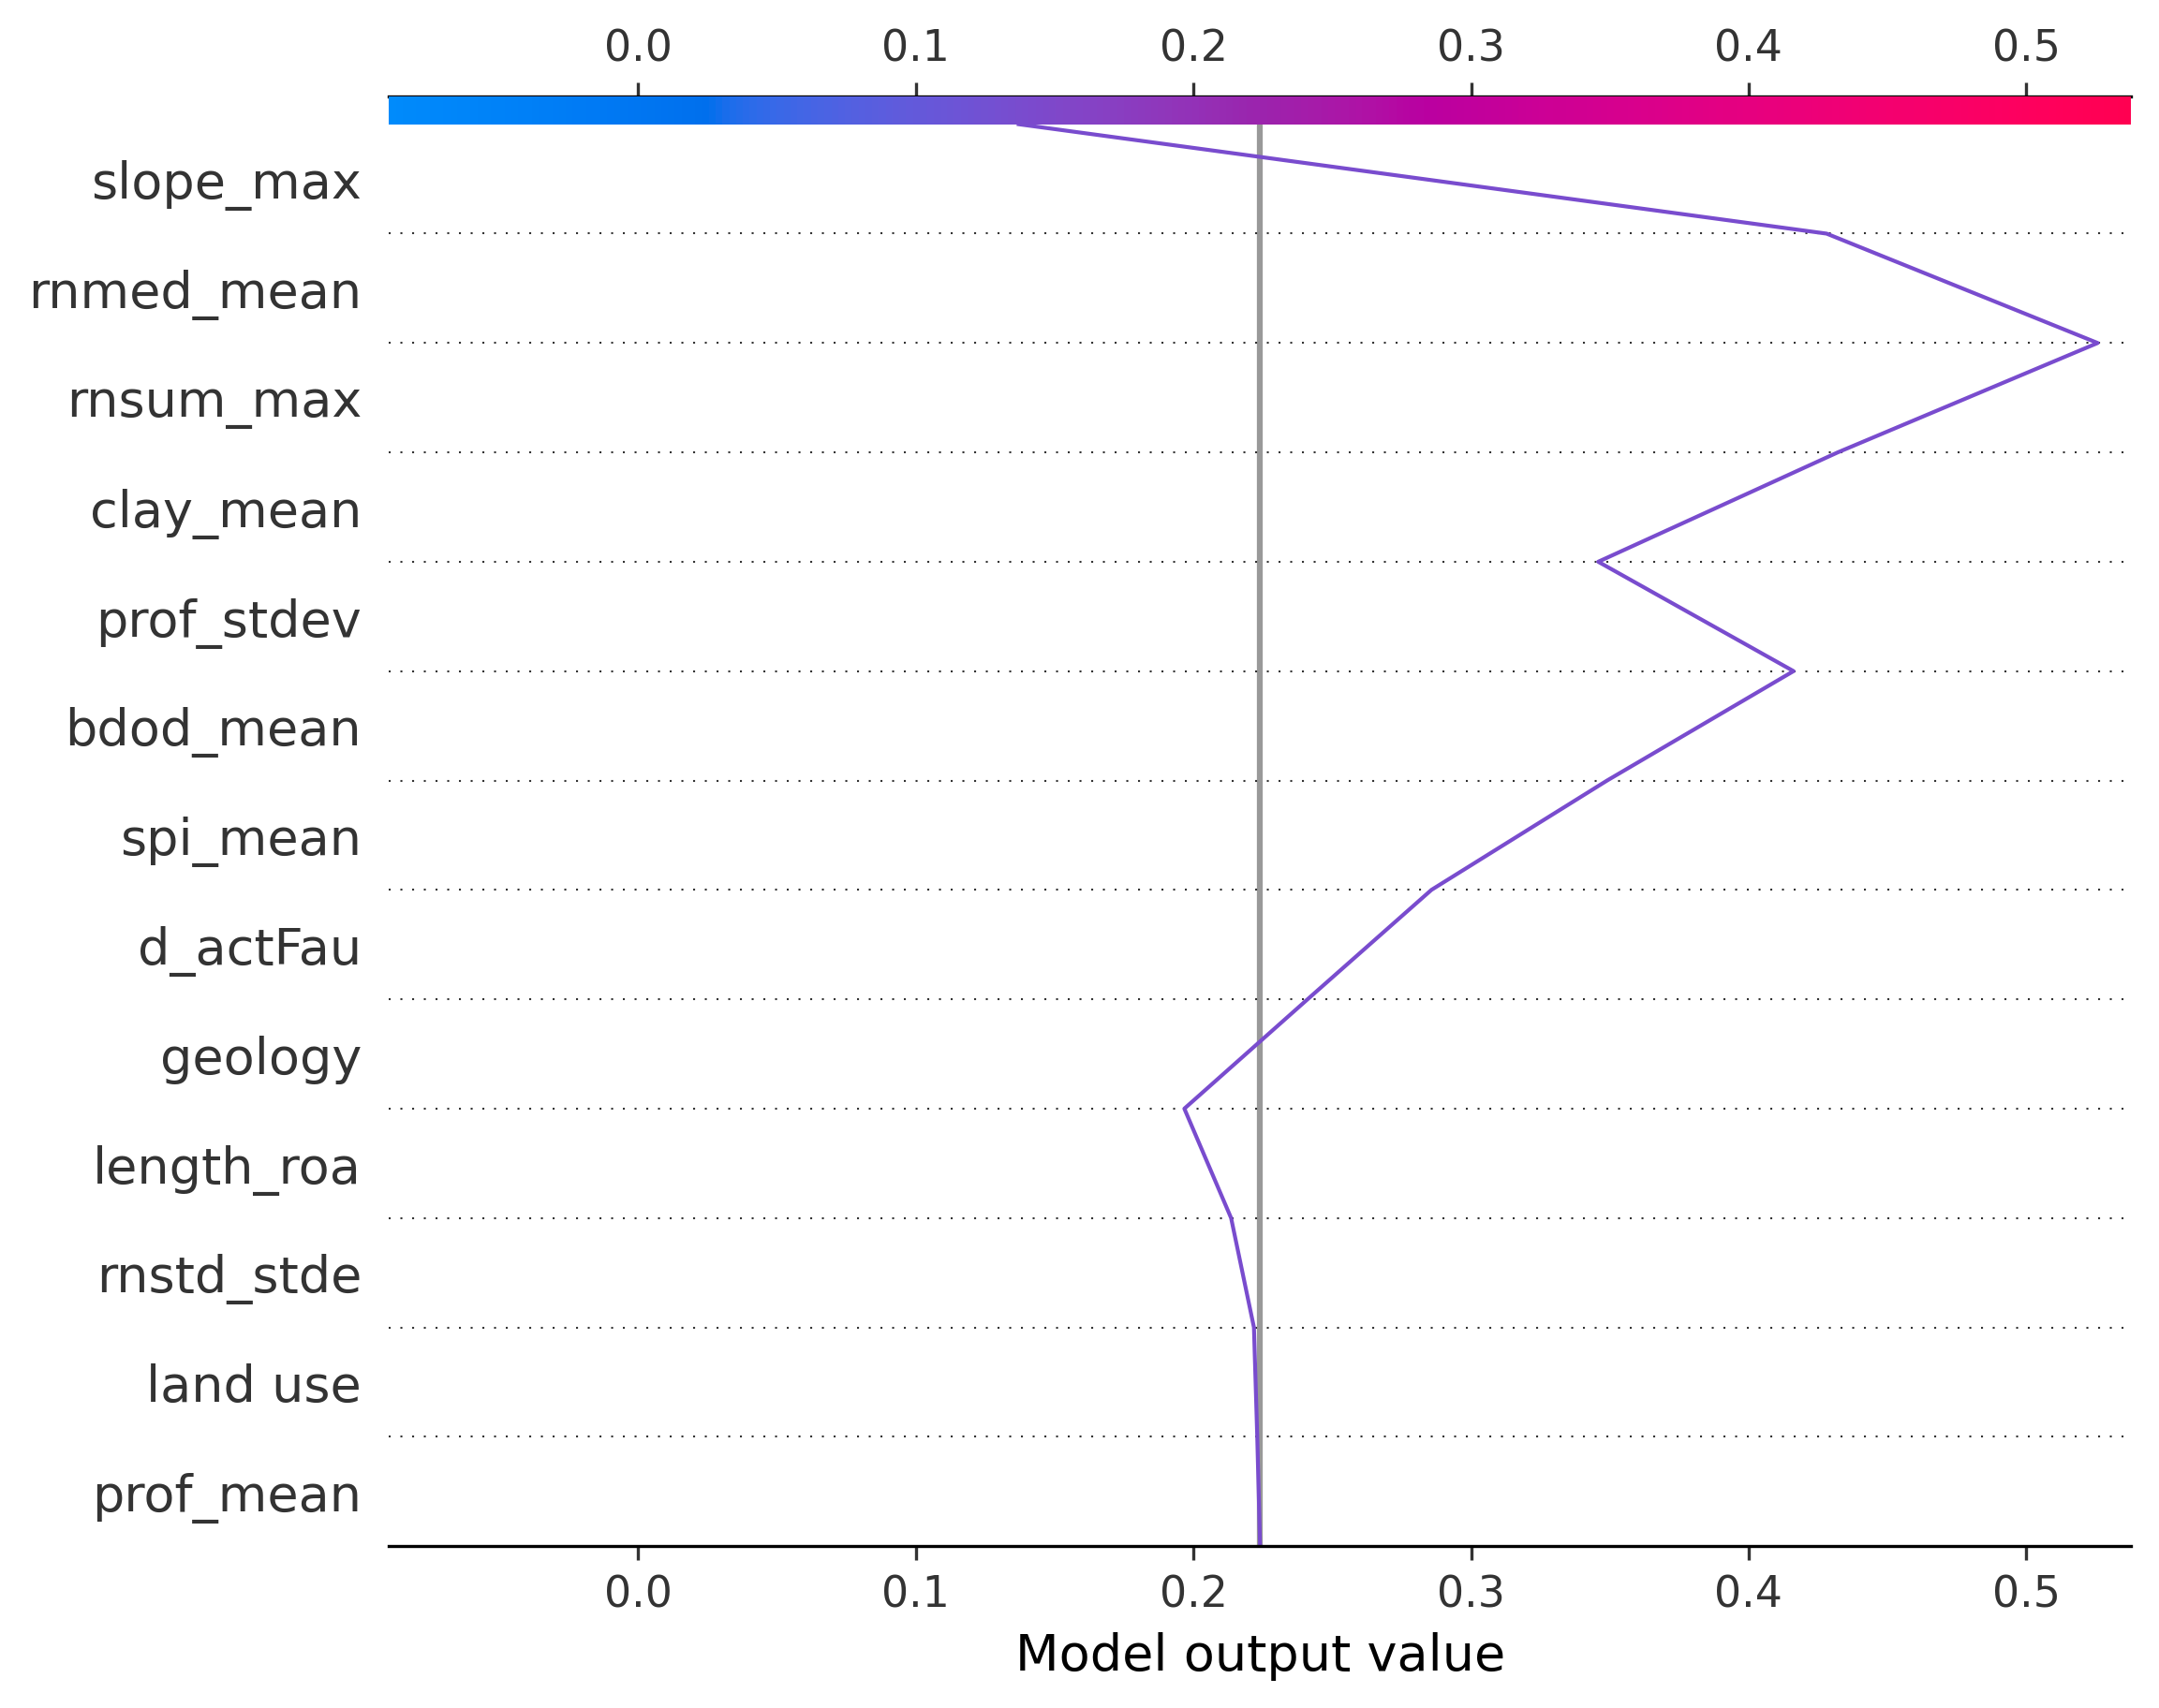 0.0 0.1 0.2 0.3 0.4 0.5
slope_max
rnmed_mean
rnsum_max
clay_mean
prof_stdev
bdod_mean
spi_mean
d_actFau
geology
length_roa
rnstd_stde
land use
prof_mean
0.0 0.1 0.2 0.3 0.4 0.5
Model output value